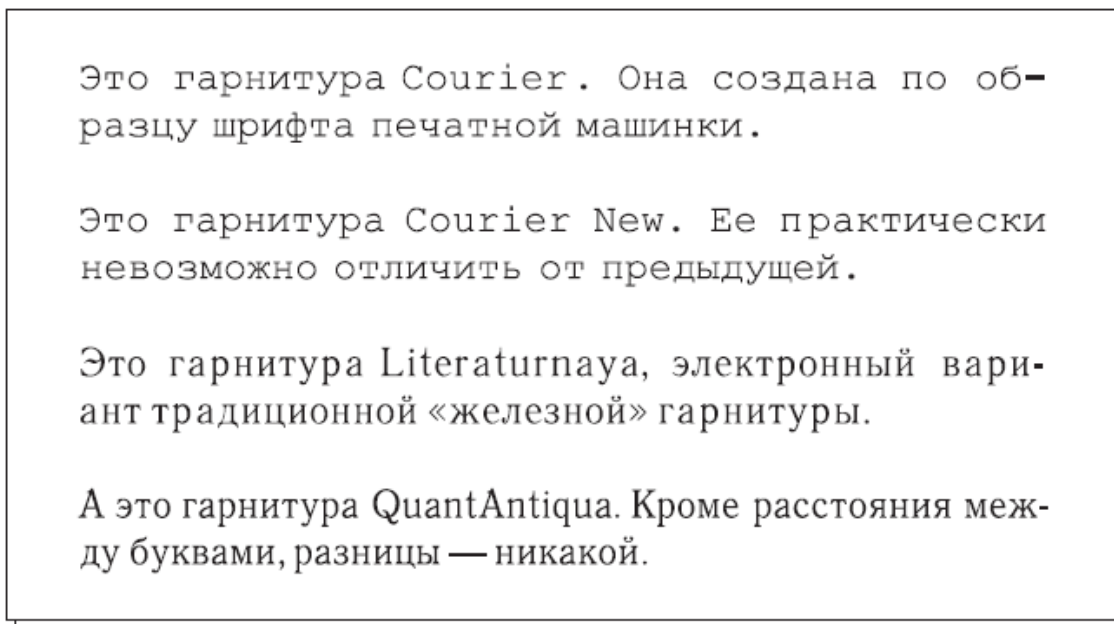 Это гарнитура Courier. Она создана по об-
разцу шрифта печатной машинки.
Это гарнитура Courier New. Ее практически
невозможно отличить от предыдущей.
Это гарнитура Literaturnaya, электронный вари-
ант традиционной «железной» гарнитуры.
А это гарнитура QuantAntiqua. Кроме расстояния меж-
ду буквами, разницы — никакой.